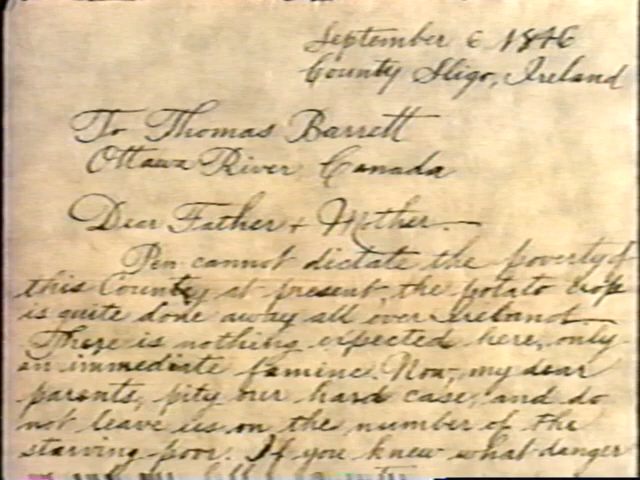 September 6 1846
County Sligo, Ireland
To Thomas Barrett
Ottawa River Canada
Dear Father + Mother.
Pen cannot dictate the poverty of
this County at present, the potato crop
is quite done away all over Ireland.
There is nothing expected here, only
an immediate famine. Now, my dear
parents, pity our hard case, and do
not leave us on the number of the
starving poor. If you knew what danger